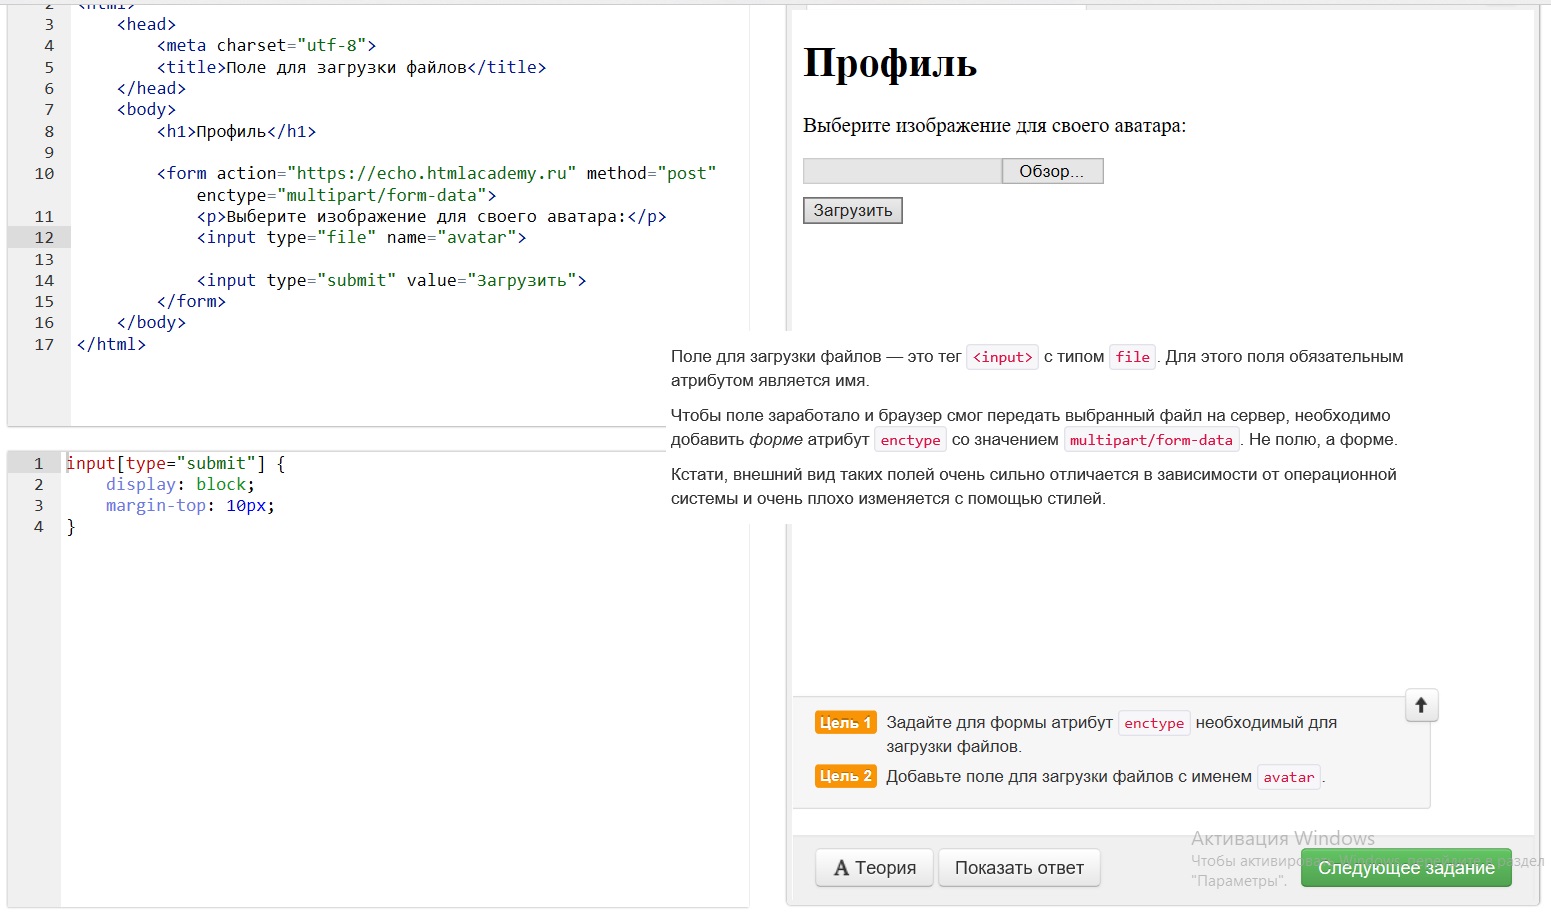 2 <html>
3 <head>
4 <meta charset="utf-8">
5 <title>Поле для загрузки файлов</title>
6 </head>
7 <body>
8 <h1>Профиль</h1>
9
10 <form action="https://echo.htmlacademy.ru" method="post"
enctype="multipart/form-data">
11 <p>Выберите изображение для своего аватара:</p>
12 <input type="file" name="avatar">
13
14 <input type="submit" value="Загрузить">
15 </form>
16 </body>
17 </html>
1 input[type="submit"] {
2 display: block;
3 margin-top: 10px;
4 }
Профиль
Выберите изображение для своего аватара:
Обзор...
Загрузить
Поле для загрузки файлов — это тег <input> с типом file. Для этого поля обязательным
атрибутом является имя.
Чтобы поле заработало и браузер смог передать выбранный файл на сервер, необходимо
добавить форме атрибут enctype со значением multipart/form-data. Не полю, а форме.
Кстати, внешний вид таких полей очень сильно отличается в зависимости от операционной
системы и очень плохо изменяется с помощью стилей.
Цель 1 Задайте для формы атрибут enctype необходимый для
загрузки файлов.
Цель 2 Добавьте поле для загрузки файлов с именем avatar.
Активация Windows
Чтобы активировать Windows, перейдите в раздел
"Параметры".
А Теория
Показать ответ
Следующее задание